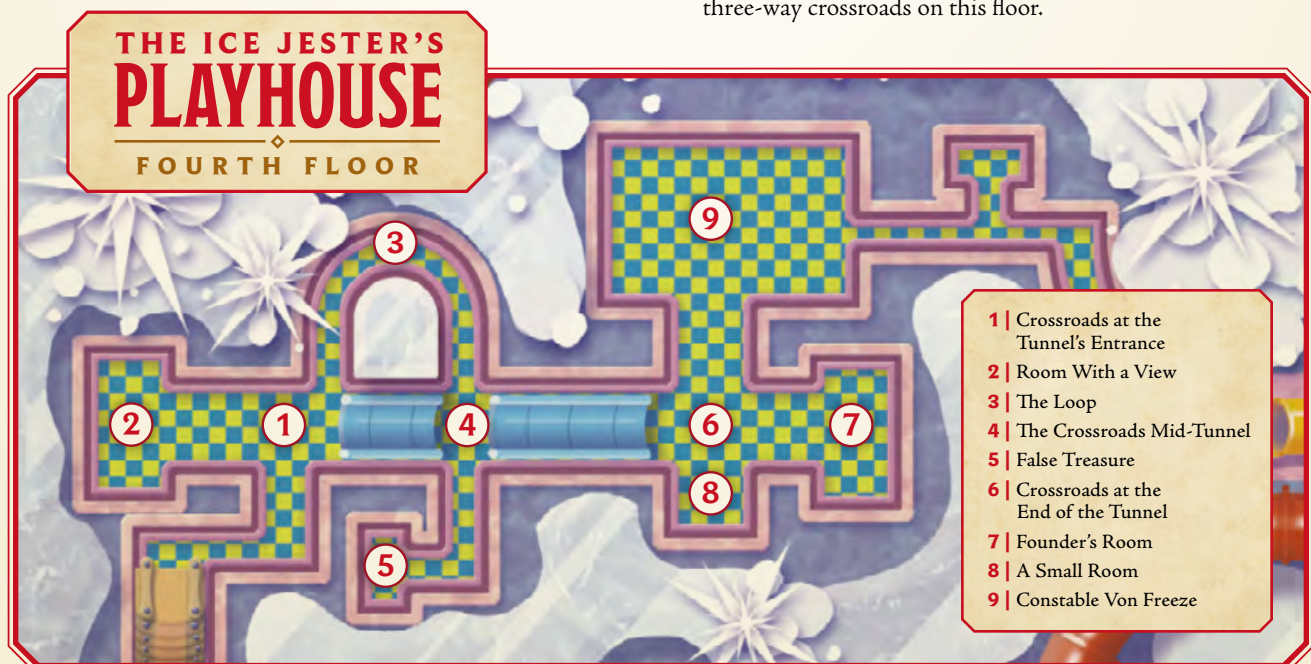 three-way crossroads on this floor.
THE ICE JESTER'S
PLAYHOUSE
FOURTH FLOOR
9
3
2
1
4
6
7
8
5
1 | Crossroads at the
Tunnel's Entrance
2 | Room With a View
3 | The Loop
4 | The Crossroads Mid-Tunnel
5 | False Treasure
6 | Crossroads at the
End of the Tunnel
7 | Founder's Room
8 | A Small Room
9 | Constable Von Freeze